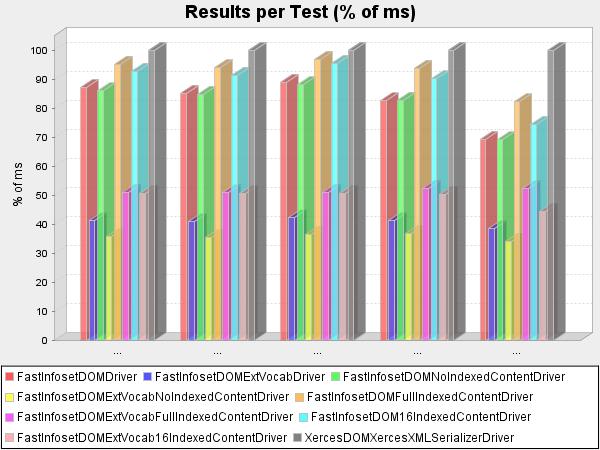 Results per Test (% of ms)
100
90
80
70
60
50
40
30
20
10
0
% of ms
... ... ... ... ...
FastInfosetDOMDriver FastInfosetDOMExtVocabDriver FastInfosetDOMNoIndexedContentDriver
FastInfosetDOMExtVocabNoIndexedContentDriver FastInfosetDOMFullIndexedContentDriver
FastInfosetDOMExtVocabFullIndexedContentDriver FastInfosetDOM16IndexedContentDriver
FastInfosetDOMExtVocab16IndexedContentDriver XercesDOMXercesXMLSerializerDriver